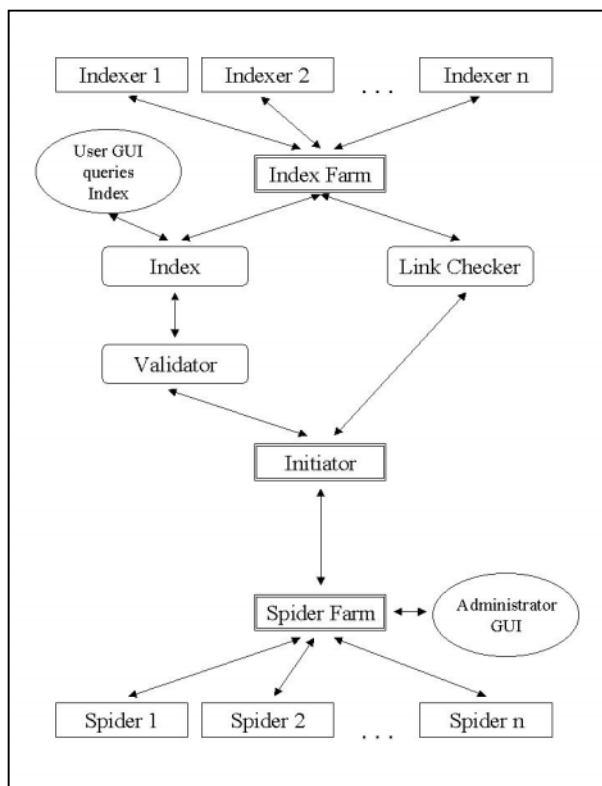 Indexer 1
Indexer 2
. . .
Indexer n
User GUI
queries
Index
Index Farm
Index
Link Checker
Validator
Initiator
Spider Farm
Administrator
GUI
Spider 1
Spider 2
. . .
Spider n